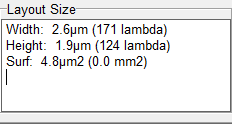 Layout Size
Width: 2.6µm (171 lambda)
Height: 1.9µm (124 lambda)
Surf: 4.8µm2 (0.0 mm2)